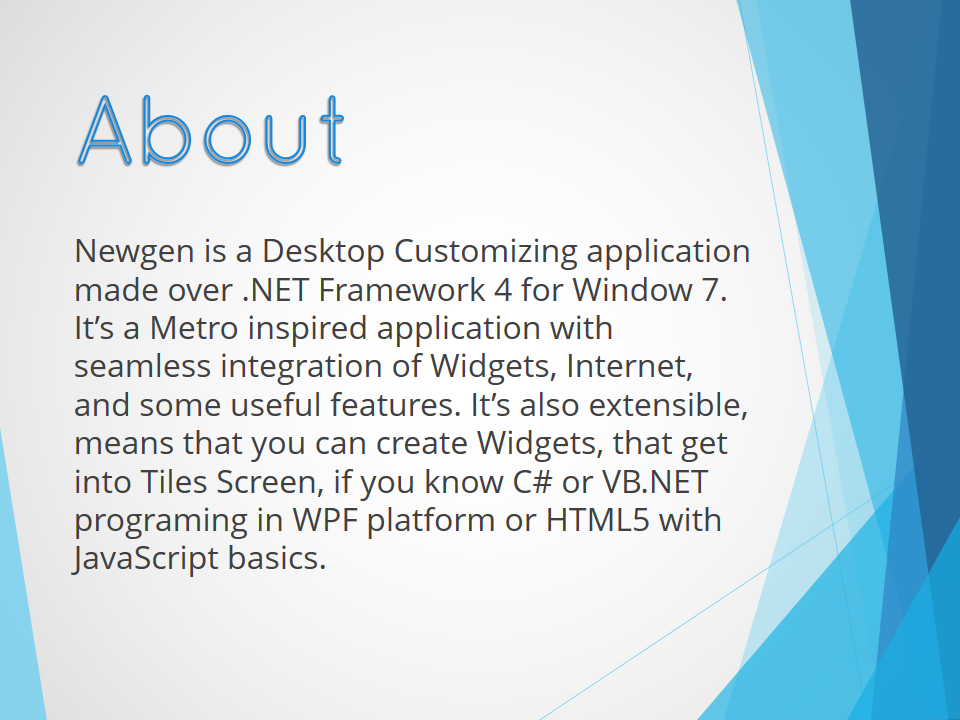 About
Newgen is a Desktop Customizing application
made over .NET Framework 4 for Window 7.
It’s a Metro inspired application with
seamless integration of Widgets, Internet,
and some useful features. It’s also extensible,
means that you can create Widgets, that get
into Tiles Screen, if you know C# or VB.NET
programing in WPF platform or HTML5 with
JavaScript basics.